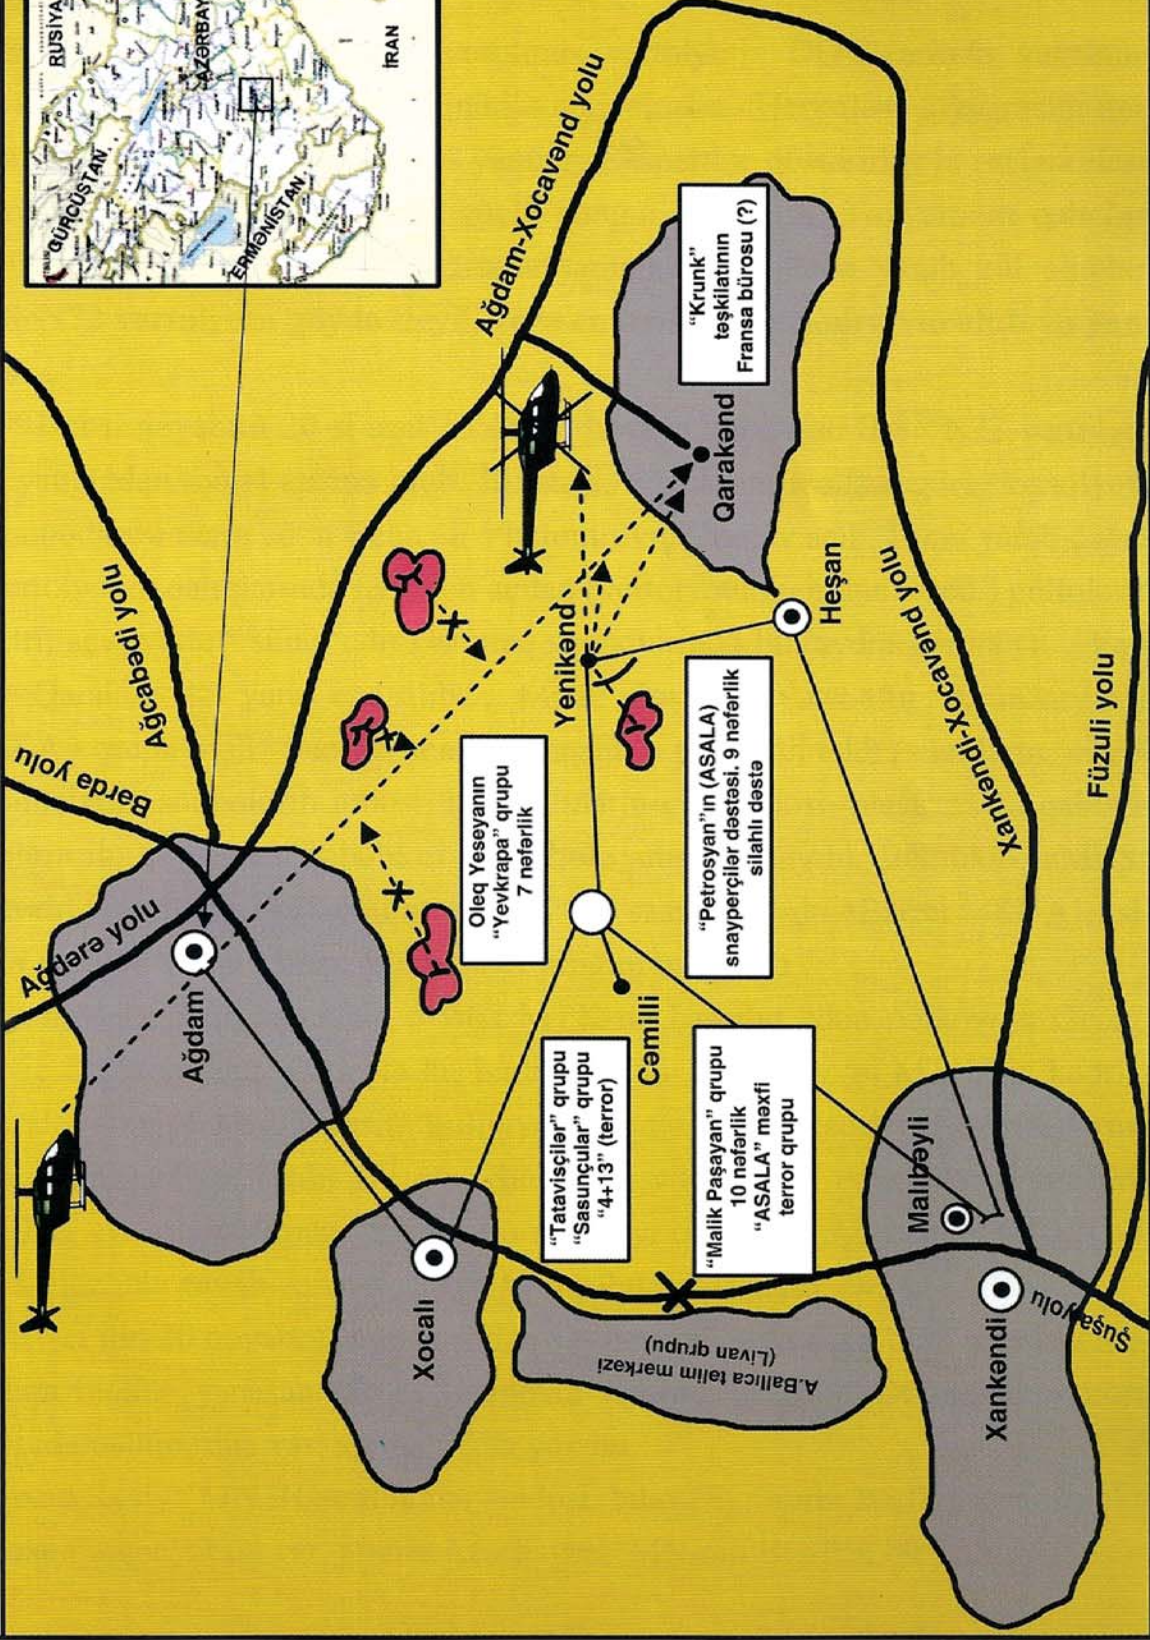 RUSİYA
GÜRCÜSTAN
AZƏRBAY
ERMƏNİSTAN
İRAN
Ağdərə yolu
Bərdə yolu
Ağcabədi yolu
Ağdam-Xocavənd yolu
Ağdam
Xocalı
Oleq Yeseyanın
"Yevkrapa" qrupu
7 nəfərlik
Yenikənd
"Krunk"
təşkilatının
Fransa bürosu (?)
Qarakənd
"Tatavisçilər" qrupu
"Sasunçular" qrupu
"4+13" (terror)
Cəmilli
"Petrosyan"ın (ASALA)
snayperçilər dəstəsi. 9 nəfərlik
silahlı dəstə
Heşan
A.Ballıca təlim mərkəzi
(Livan qrupu)
"Malik Paşayan" qrupu
10 nəfərlik
"ASALA" məxfi
terror qrupu
Malıbəyli
Xankəndi
Xankəndi-Xocavənd yolu
Şuşa yolu
Füzuli yolu